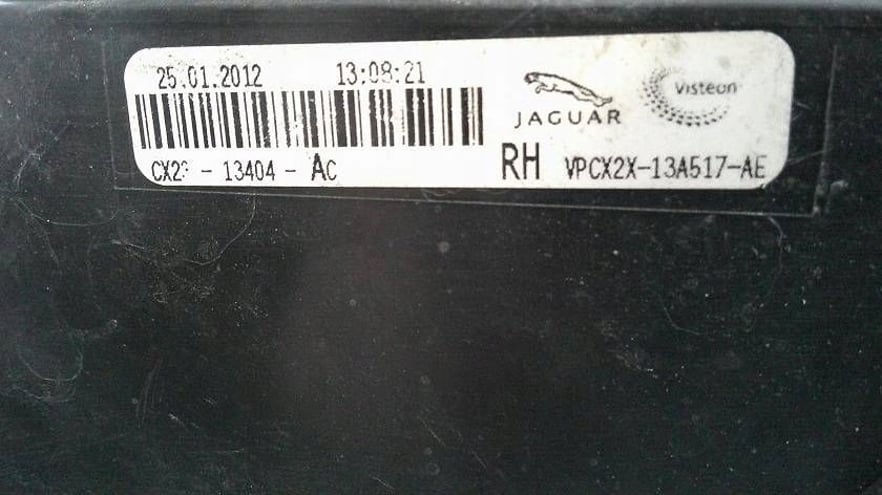 25.01.2012 13:08:21
JAGUAR
Visteon
- 13404 - AC
RH VPCX2X-13A517-AE